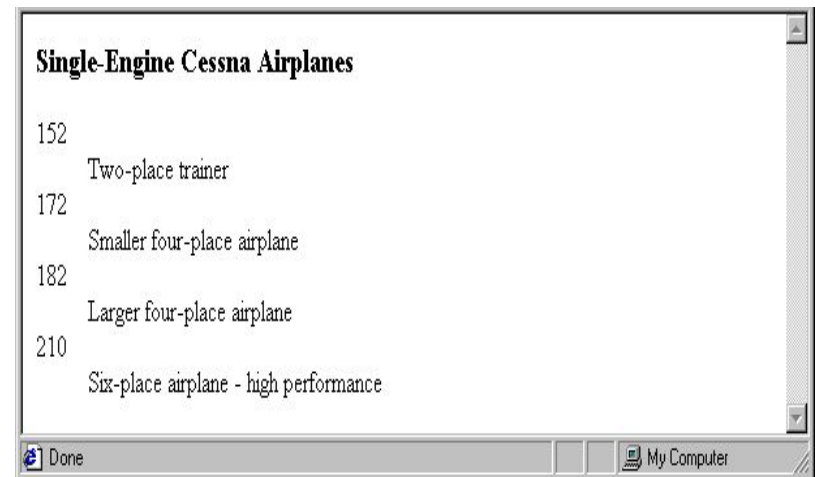 Single-Engine Cessna Airplanes
152
Two-place trainer
172
Smaller four-place airplane
182
Larger four-place airplane
210
Six-place airplane - high performance
Done
My Computer